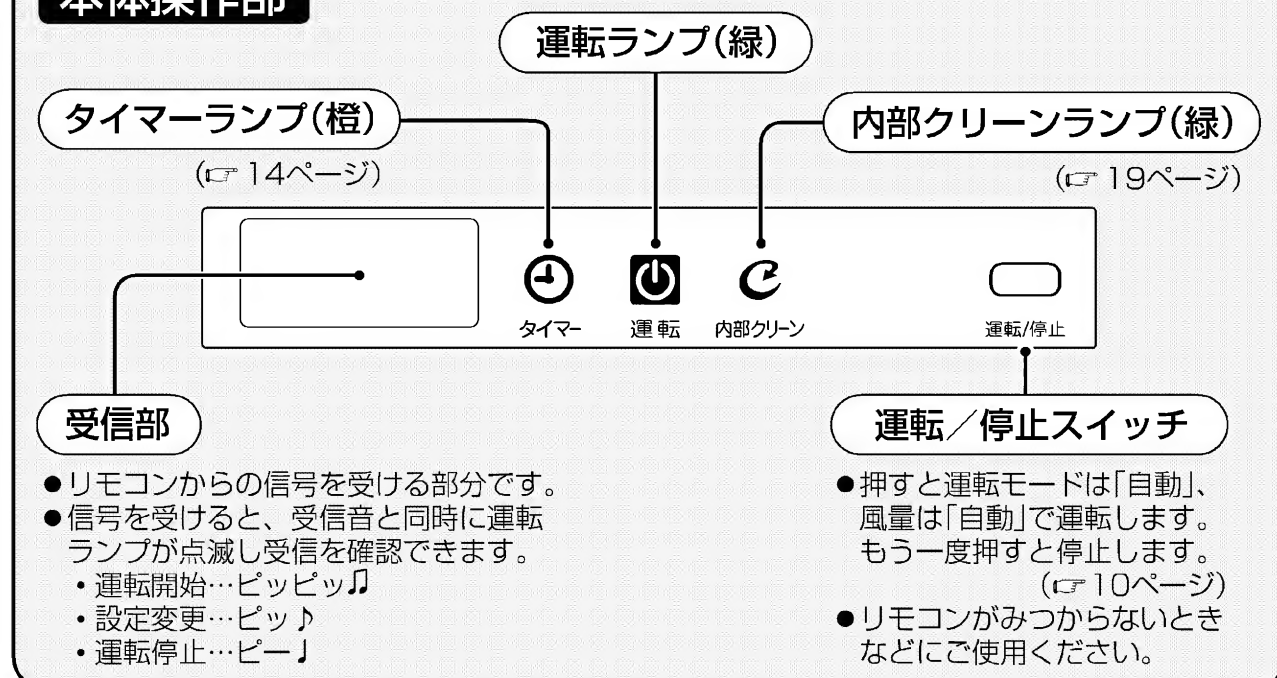 本体操作部
運転ランプ(緑)
タイマーランプ(橙)
(☞ 14ページ)
内部クリーンランプ(緑)
(☞ 19ページ)
タイマー
運転
内部クリーン
運転/停止
受信部
●リモコンからの信号を受ける部分です。
●信号を受けると、受信音と同時に運転
ランプが点滅し受信を確認できます。
・運転開始…ピッピッ♫
・設定変更…ピッ♪
・運転停止…ピー♩
運転／停止スイッチ
●押すと運転モードは「自動」、
風量は「自動」で運転します。
もう一度押すと停止します。
(☞10ページ)
●リモコンがみつからないとき
などにご使用ください。